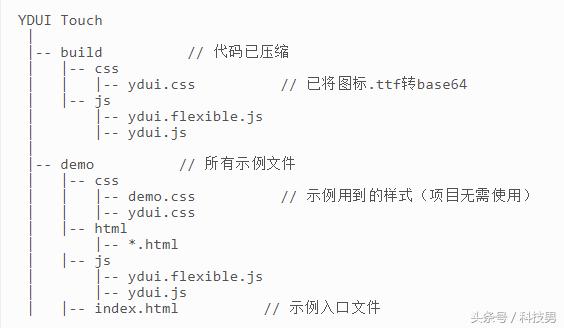 YDUI Touch
|
|-- build // 代码已压缩
| |-- css
| | |-- ydui.css // 已将图标.ttf转base64
| |-- js
| |-- ydui.flexible.js
| |-- ydui.js
|
|-- demo // 所有示例文件
| |-- css
| | |-- demo.css // 示例用到的样式（项目无需使用）
| | |-- ydui.css
| |-- html
| | |-- *.html
| |-- js
| | |-- ydui.flexible.js
| | |-- ydui.js
| |-- index.html // 示例入口文件
头条号 / 科技男